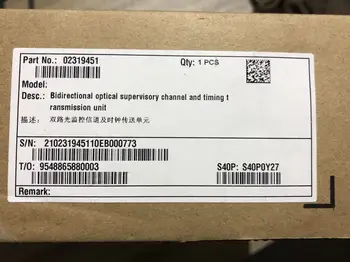 Part No.: 02319451 Qty: 1 PCS
Model:
Desc.: Bidirectional optical supervisory channel and timing t
ransmission unit
描述: 双路光监控信道及时钟传送单元
S/N: 210231945110EB000773
T/O: 9548865880003 S40P: S40P0Y27
Remark: